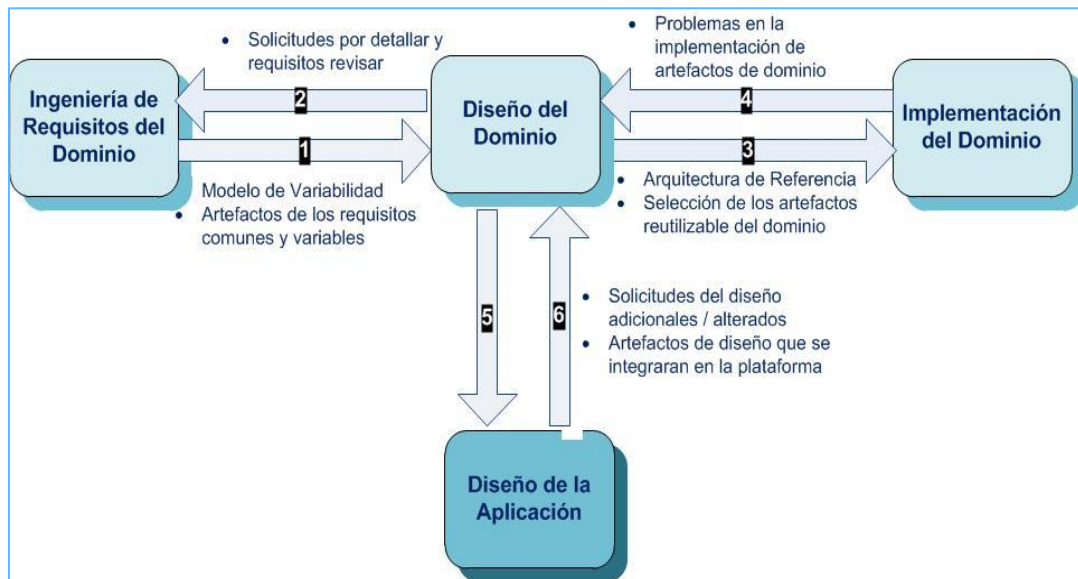 • Solicitudes por detallar y
requisitos revisar
• Problemas en la
implementación de
artefactos de dominio
Ingeniería de
Requisitos del
Dominio
2
Diseño del
Dominio
4
Implementación
del Dominio
1
3
• Modelo de Variabilidad
• Artefactos de los requisitos
comunes y variables
• Arquitectura de Referencia
• Selección de los artefactos
reutilizable del dominio
5
6
• Solicitudes del diseño
adicionales / alterados
• Artefactos de diseño que se
integraran en la plataforma
Diseño de la
Aplicación